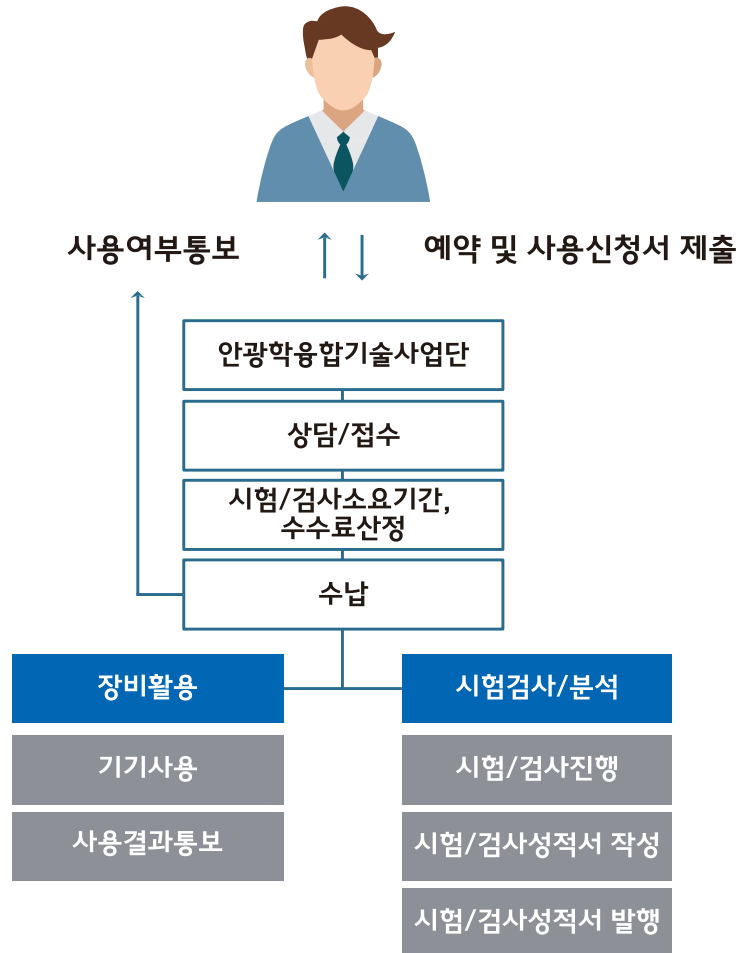 사용여부통보
예약 및 사용신청서 제출
안광학융합기술사업단
상담/접수
시험/검사소요기간,
수수료산정
수납
장비활용
기기사용
사용결과통보
시험검사/분석
시험/검사진행
시험/검사성적서 작성
시험/검사성적서 발행